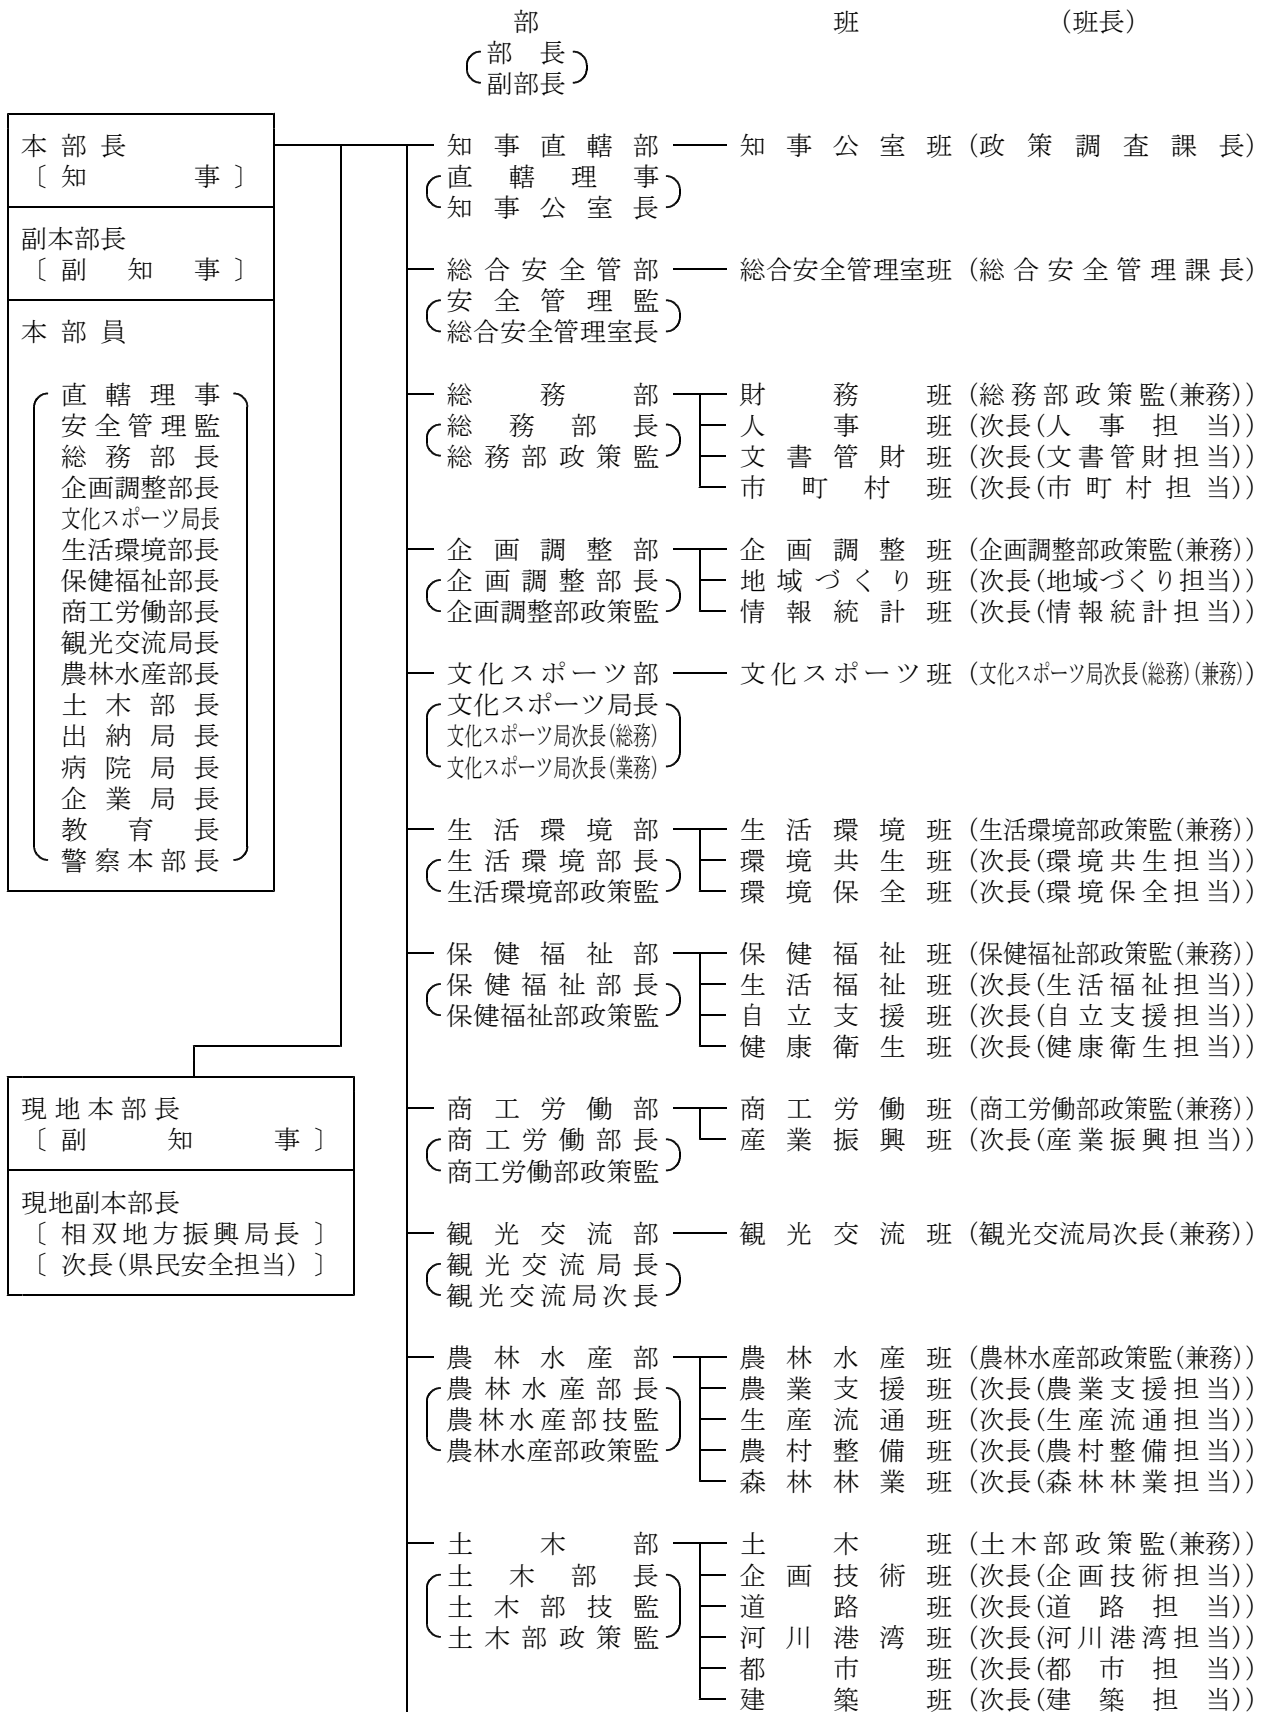 部 班 (班長)
部長
副部長
本部長
〔知事〕
副本部長
〔副知事〕
本部員
直轄理事
安全管理監
総務部長
企画調整部長
文化スポーツ局長
生活環境部長
保健福祉部長
商工労働部長
観光交流局長
農林水産部長
土木部長
出納局長
病院局長
企業局長
教育長
警察本部長
現地本部長
〔副知事〕
現地副本部長
〔相双地方振興局長〕
〔次長(県民安全担当)〕
知事直轄部 知事公室班 (政策調査課長)
直轄理事
知事公室長
総合安全管部 総合安全管理室班 (総合安全管理課長)
安全管理監
総合安全管理室長
総務部 財務班 (総務部政策監(兼務))
総務部長 人事班 (次長(人事担当))
総務部政策監 文書管財班 (次長(文書管財担当))
市町村班 (次長(市町村担当))
企画調整部 企画調整班 (企画調整部政策監(兼務))
企画調整部長 地域づくり班 (次長(地域づくり担当))
企画調整部政策監 情報統計班 (次長(情報統計担当))
文化スポーツ部 文化スポーツ班 (文化スポーツ局次長(総務)(兼務))
文化スポーツ局長
文化スポーツ局次長(総務)
文化スポーツ局次長(業務)
生活環境部 生活環境班 (生活環境部政策監(兼務))
生活環境部長 環境共生班 (次長(環境共生担当))
生活環境部政策監 環境保全班 (次長(環境保全担当))
保健福祉部 保健福祉班 (保健福祉部政策監(兼務))
保健福祉部長 生活福祉班 (次長(生活福祉担当))
保健福祉部政策監 自立支援班 (次長(自立支援担当))
健康衛生班 (次長(健康衛生担当))
商工労働部 商工労働班 (商工労働部政策監(兼務))
商工労働部長 産業振興班 (次長(産業振興担当))
商工労働部政策監
観光交流部 観光交流班 (観光交流局次長(兼務))
観光交流局長
観光交流局次長
農林水産部 農林水産班 (農林水産部政策監(兼務))
農林水産部長 農業支援班 (次長(農業支援担当))
農林水産部技監 生産流通班 (次長(生産流通担当))
農林水産部政策監 農村整備班 (次長(農村整備担当))
森林林業班 (次長(森林林業担当))
土木部 土木班 (土木部政策監(兼務))
土木部長 企画技術班 (次長(企画技術担当))
土木部技監 道路班 (次長(道路担当))
土木部政策監 河川港湾班 (次長(河川港湾担当))
都市班 (次長(都市担当))
建築班 (次長(建築担当))